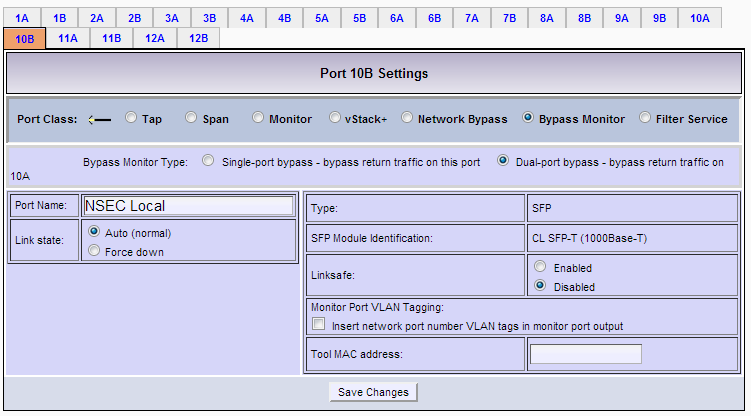 1A 1B 2A 2B 3A 3B 4A 4B 5A 5B 6A 6B 7A 7B 8A 8B 9A 9B 10A
10B 11A 11B 12A 12B
Port 10B Settings
Port Class: Tap Span Monitor vStack+ Network Bypass Bypass Monitor Filter Service
Bypass Monitor Type: Single-port bypass - bypass return traffic on this port Dual-port bypass - bypass return traffic on
10A
Port Name: NSEC Local
Link state: Auto (normal)
Force down
Type: SFP
SFP Module Identification: CL SFP-T (1000Base-T)
Linksafe: Enabled
Disabled
Monitor Port VLAN Tagging:
Insert network port number VLAN tags in monitor port output
Tool MAC address:
Save Changes